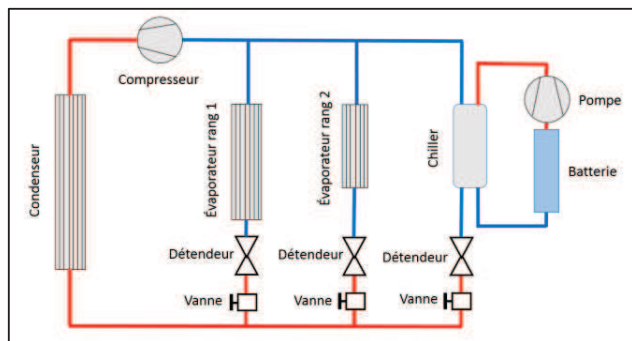 Compresseur
Condenseur
Évaporateur rang 1
Évaporateur rang 2
Chiller
Pompe
Batterie
Détendeur
Détendeur
Détendeur
Vanne
Vanne
Vanne